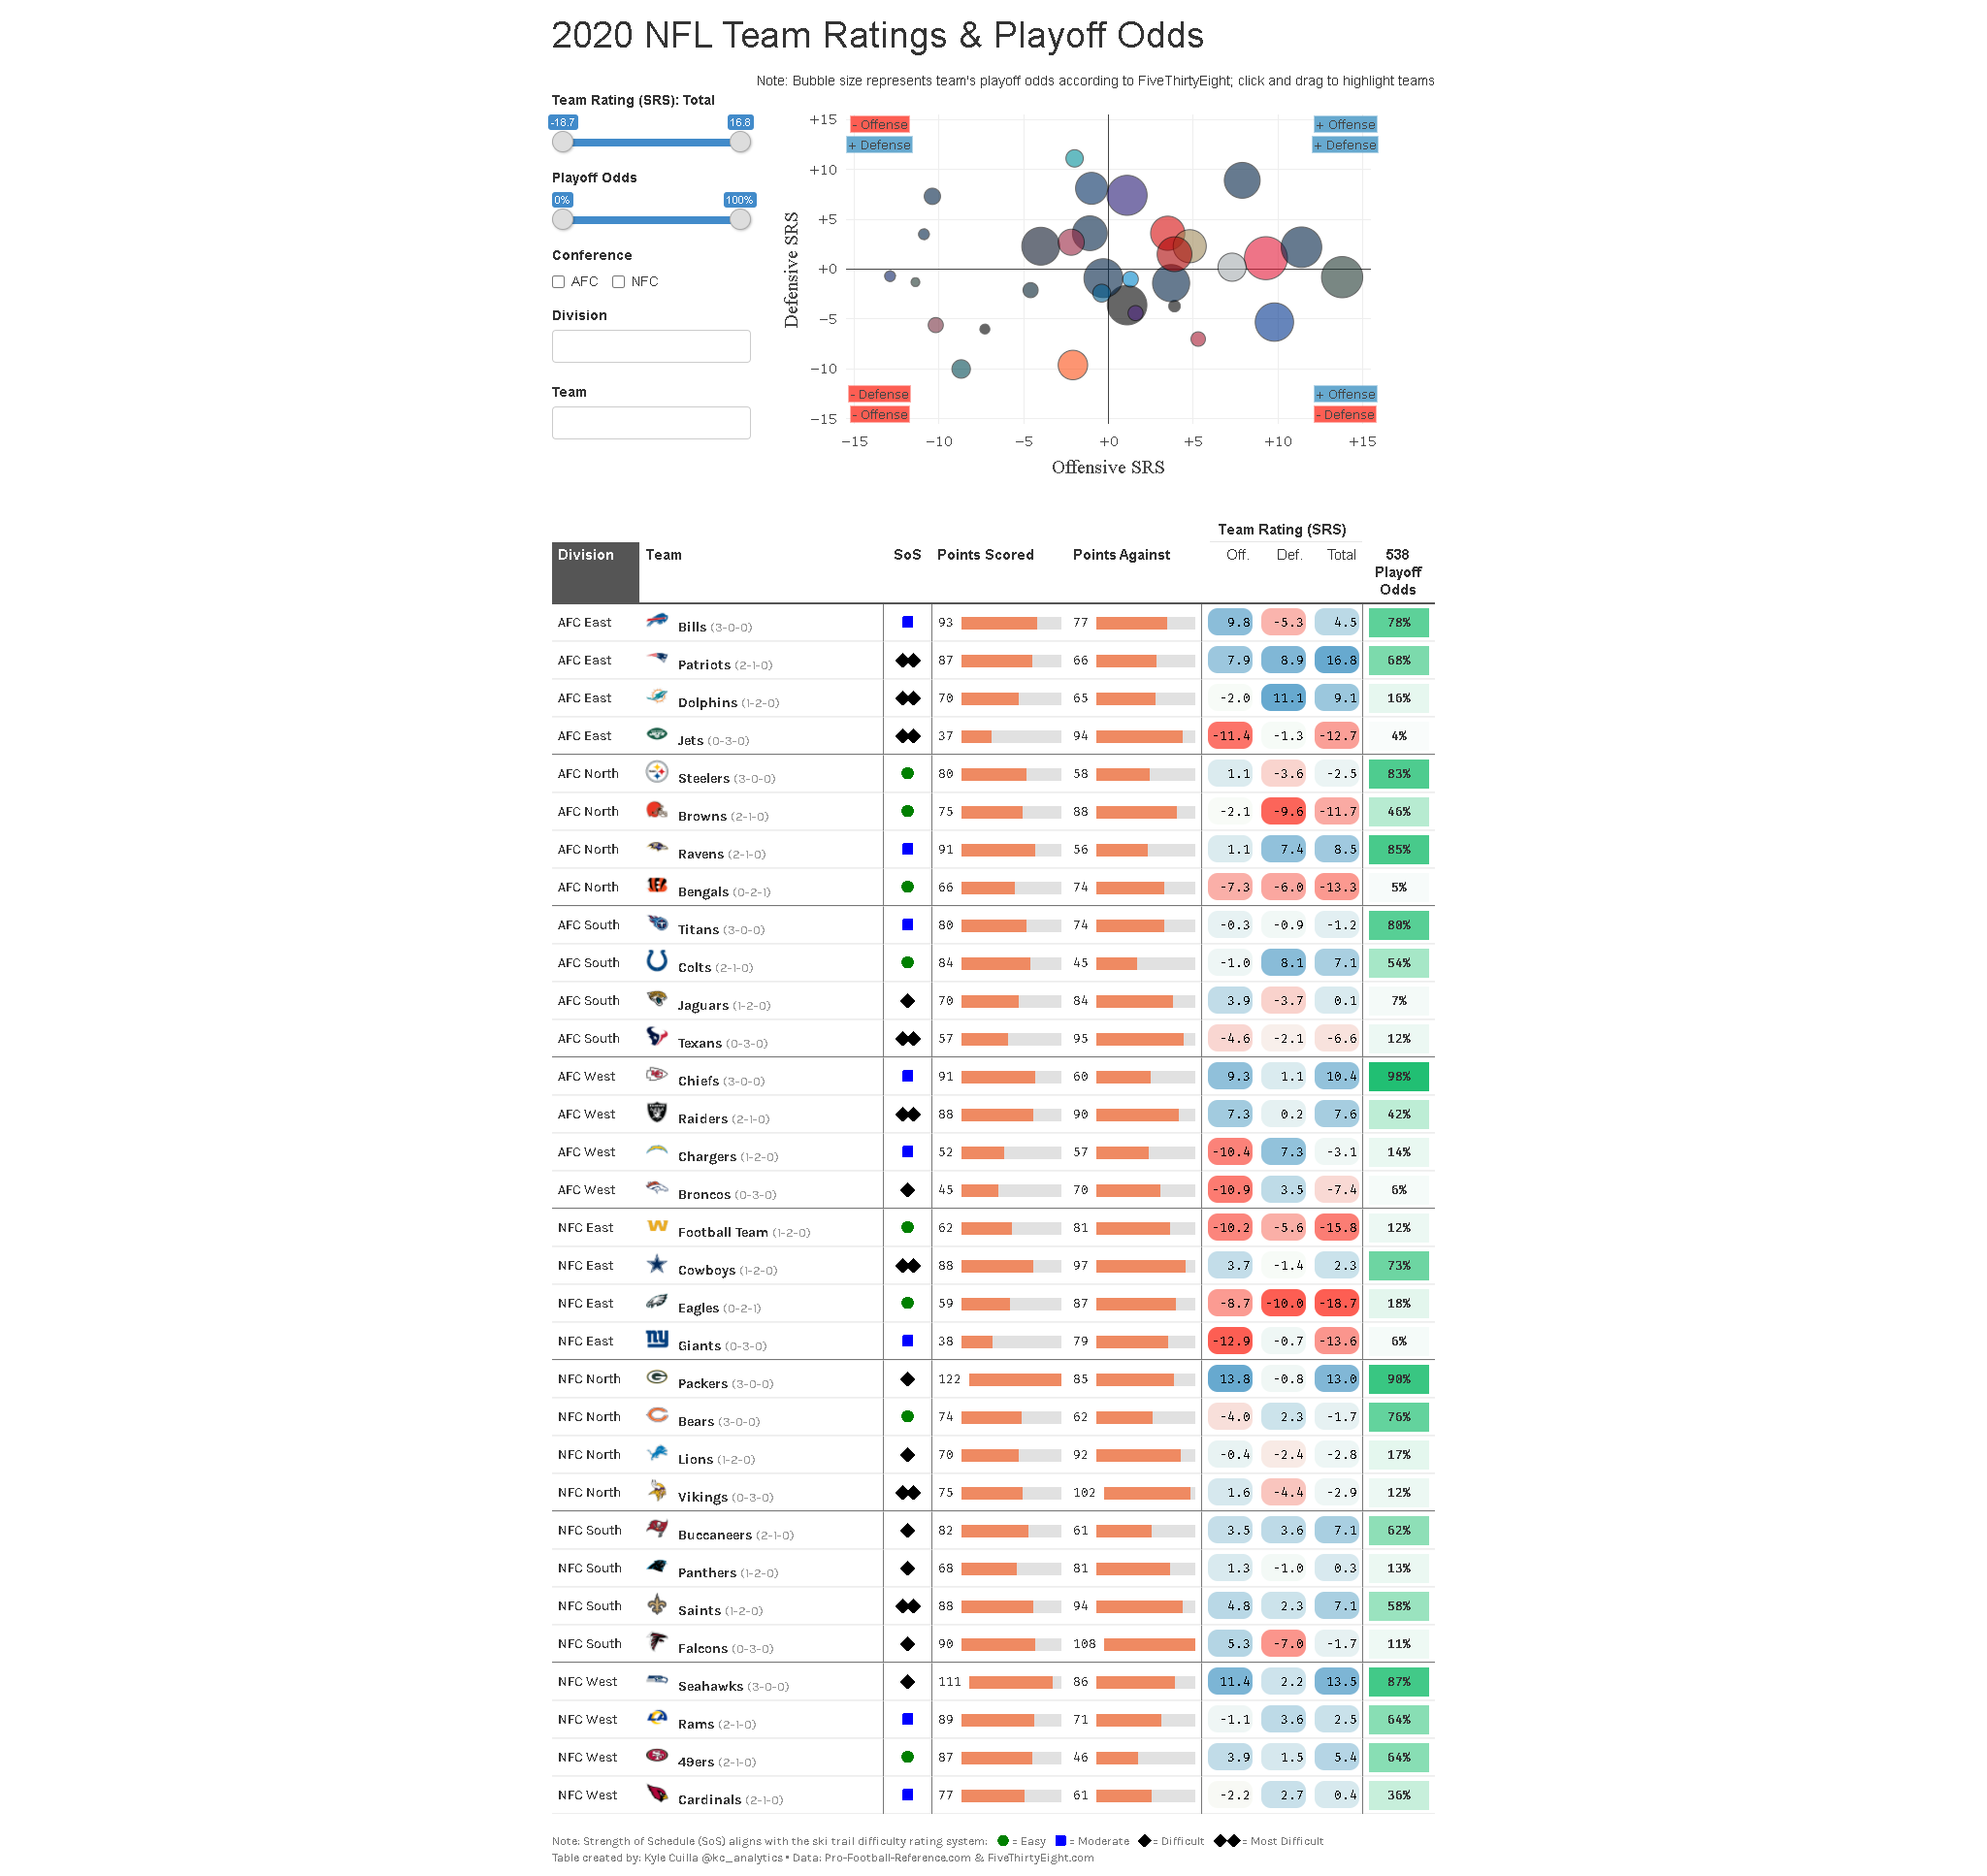 2020 NFL Team Ratings & Playoff Odds
Note: Bubble size represents team's playoff odds according to FiveThirtyEight; click and drag to highlight teams
Team Rating (SRS): Total
-18.7 16.8
Playoff Odds
0% 100%
Conference
AFC NFC
Division
Team
+15
+10
+5
+0
−5
−10
−15
Defensive SRS
- Offense
+ Defense
+ Offense
+ Defense
- Defense
- Offense
+ Offense
- Defense
−15 −10 −5 +0 +5 +10 +15
Offensive SRS
Team Rating (SRS)
Division Team SoS Points Scored Points Against Off. Def. Total 538 Playoff Odds
AFC East Bills (3-0-0) 93 77 9.8 -5.3 4.5 78%
AFC East Patriots (2-1-0) 87 66 7.9 8.9 16.8 68%
AFC East Dolphins (1-2-0) 70 65 -2.0 11.1 9.1 16%
AFC East Jets (0-3-0) 37 94 -11.4 -1.3 -12.7 4%
AFC North Steelers (3-0-0) 80 58 1.1 -3.6 -2.5 83%
AFC North Browns (2-1-0) 75 88 -2.1 -9.6 -11.7 46%
AFC North Ravens (2-1-0) 91 56 1.1 7.4 8.5 85%
AFC North Bengals (0-2-1) 66 74 -7.3 -6.0 -13.3 5%
AFC South Titans (3-0-0) 80 74 -0.3 -0.9 -1.2 80%
AFC South Colts (2-1-0) 84 45 -1.0 8.1 7.1 54%
AFC South Jaguars (1-2-0) 70 84 3.9 -3.7 0.1 7%
AFC South Texans (0-3-0) 57 95 -4.6 -2.1 -6.6 12%
AFC West Chiefs (3-0-0) 91 60 9.3 1.1 10.4 98%
AFC West Raiders (2-1-0) 88 90 7.3 0.2 7.6 42%
AFC West Chargers (1-2-0) 52 57 -10.4 7.3 -3.1 14%
AFC West Broncos (0-3-0) 45 70 -10.9 3.5 -7.4 6%
NFC East Football Team (1-2-0) 62 81 -10.2 -5.6 -15.8 12%
NFC East Cowboys (1-2-0) 88 97 3.7 -1.4 2.3 73%
NFC East Eagles (0-2-1) 59 87 -8.7 -10.0 -18.7 18%
NFC East Giants (0-3-0) 38 79 -12.9 -0.7 -13.6 6%
NFC North Packers (3-0-0) 122 85 13.8 -0.8 13.0 90%
NFC North Bears (3-0-0) 74 62 -4.0 2.3 -1.7 76%
NFC North Lions (1-2-0) 70 92 -0.4 -2.4 -2.8 17%
NFC North Vikings (0-3-0) 75 102 1.6 -4.4 -2.9 12%
NFC South Buccaneers (2-1-0) 82 61 3.5 3.6 7.1 62%
NFC South Panthers (1-2-0) 68 81 1.3 -1.0 0.3 13%
NFC South Saints (1-2-0) 88 94 4.8 2.3 7.1 58%
NFC South Falcons (0-3-0) 90 108 5.3 -7.0 -1.7 11%
NFC West Seahawks (3-0-0) 111 86 11.4 2.2 13.5 87%
NFC West Rams (2-1-0) 89 71 -1.1 3.6 2.5 64%
NFC West 49ers (2-1-0) 87 46 3.9 1.5 5.4 64%
NFC West Cardinals (2-1-0) 77 61 -2.2 2.7 0.4 36%
Note: Strength of Schedule (SoS) aligns with the ski trail difficulty rating system: = Easy = Moderate = Difficult = Most Difficult
Table created by: Kyle Cuilla @kc_analytics • Data: Pro-Football-Reference.com & FiveThirtyEight.com